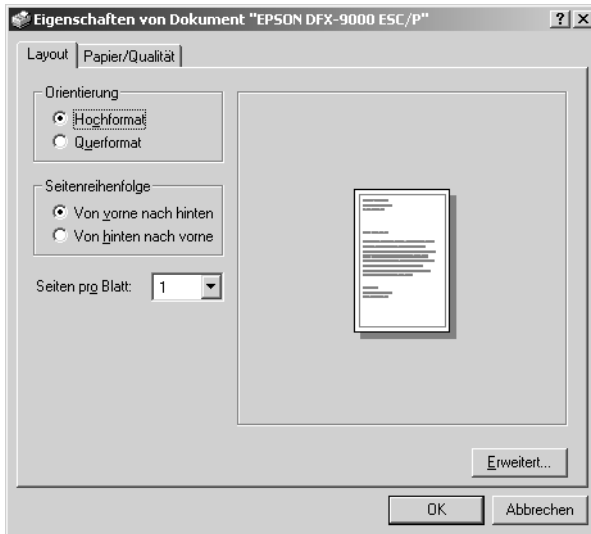 Eigenschaften von Dokument "EPSON DFX-9000 ESC/P"
Layout
Papier/Qualität
Orientierung
Hochformat
Querformat
Seitenreihenfolge
Von vorne nach hinten
Von hinten nach vorne
Seiten pro Blatt: 1
Erweitert...
OK
Abbrechen